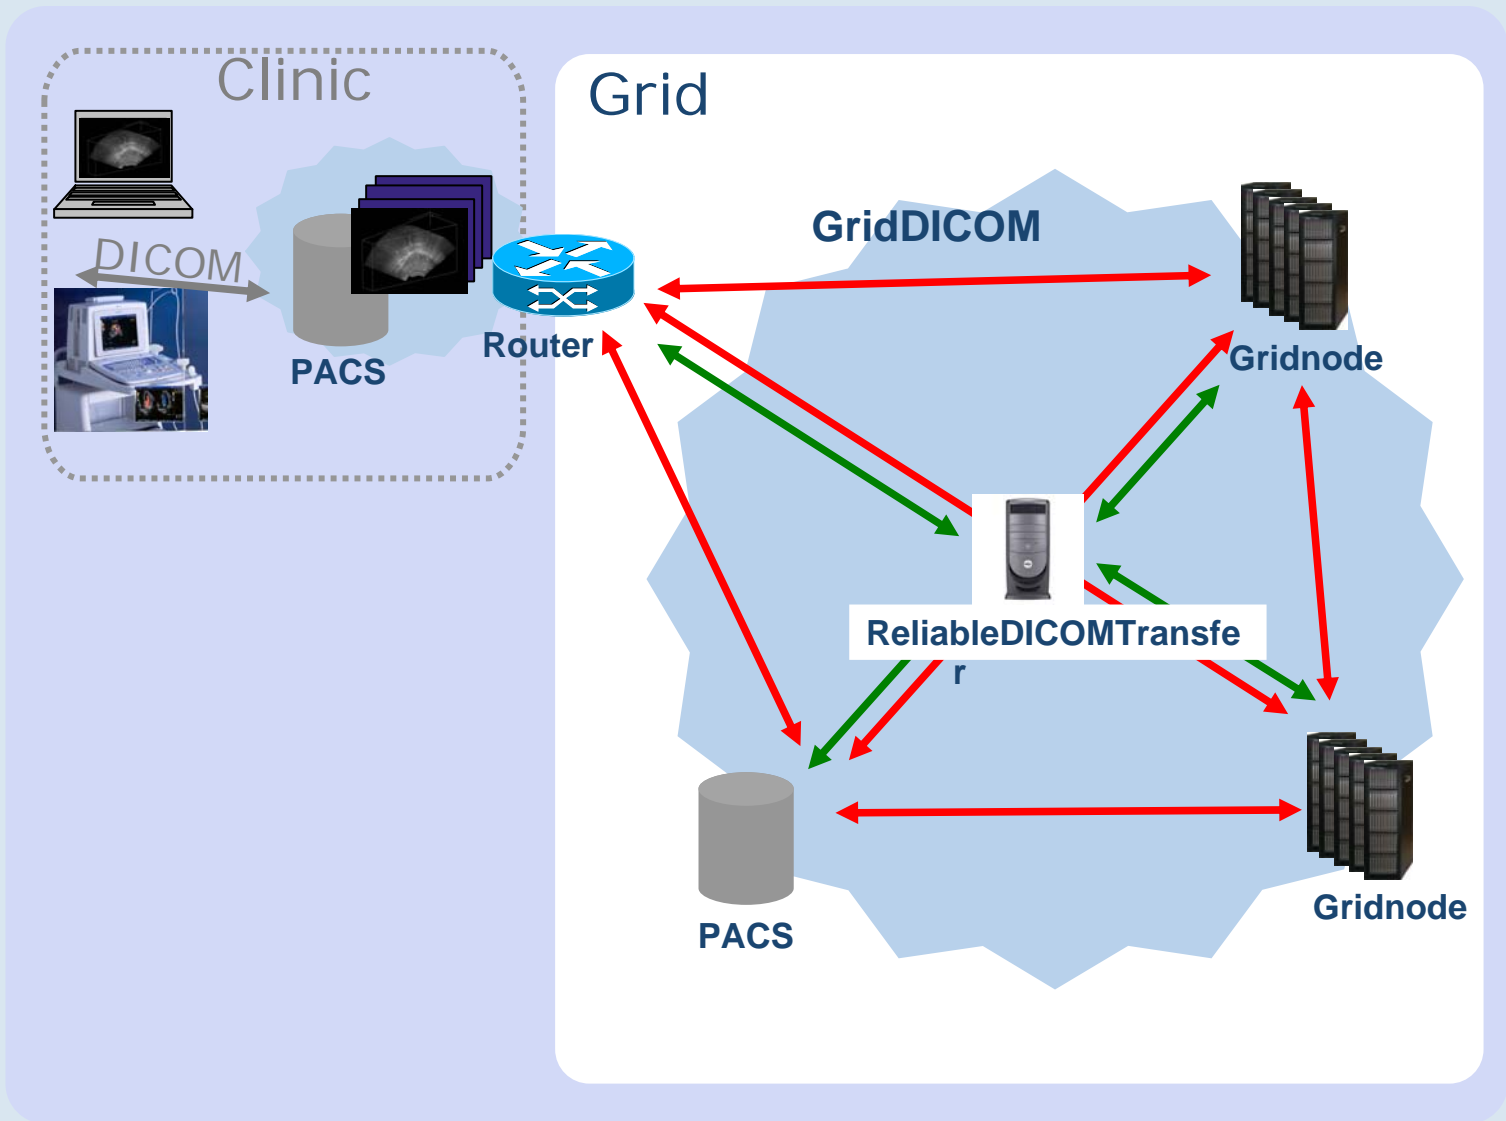 Clinic
Grid
DICOM
GridDICOM
Router
PACS
Gridnode
ReliableDICOMTransfe
r
Gridnode
PACS